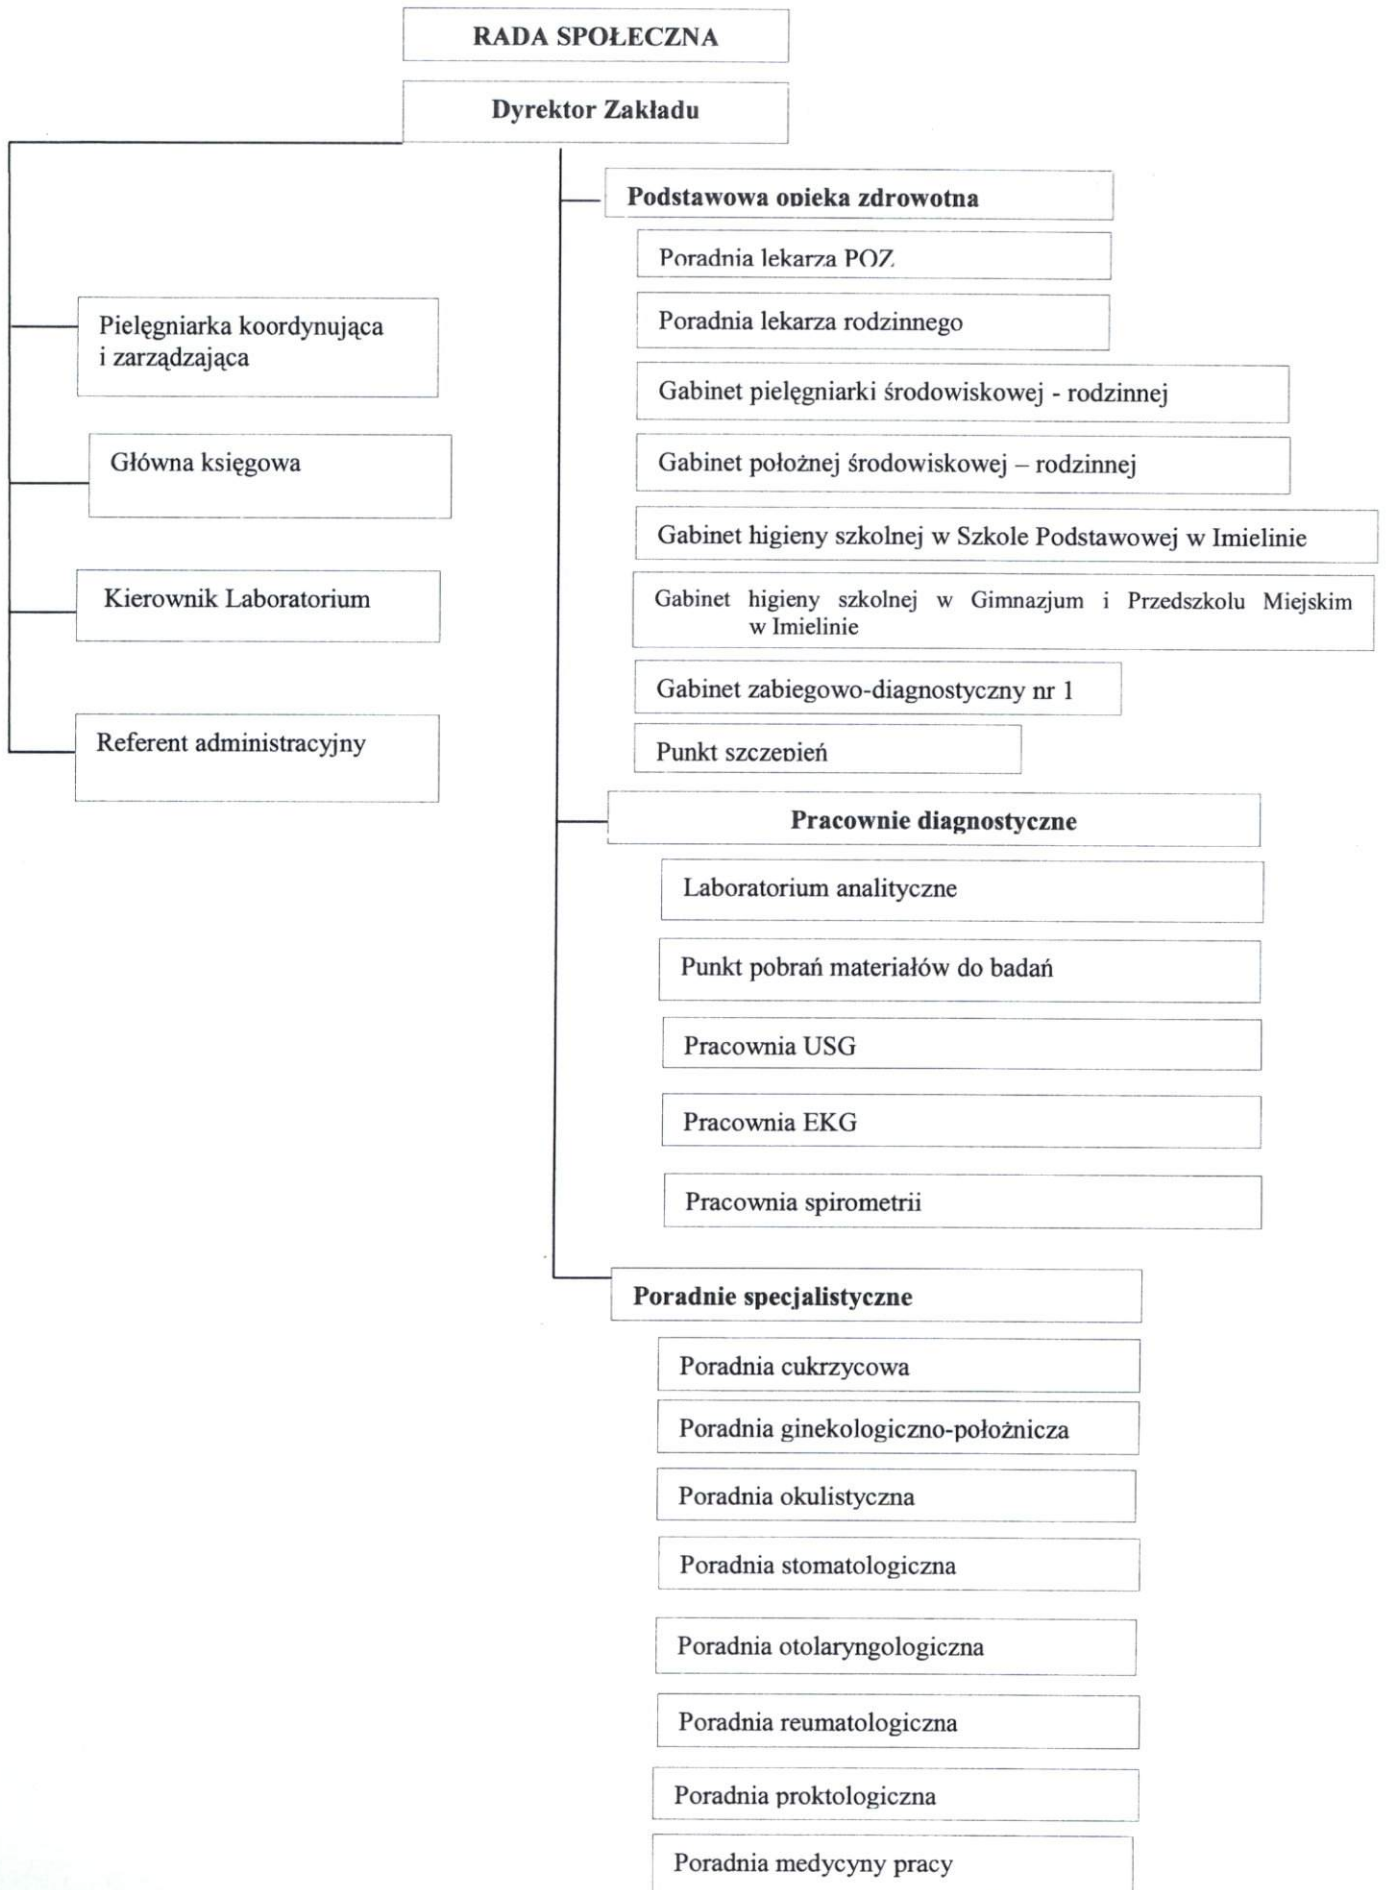 RADA SPOŁECZNA
Dyrektor Zakładu
Pielęgniarka koordynująca
i zarządzająca
Główna księgowa
Kierownik Laboratorium
Referent administracyjny
Podstawowa opieka zdrowotna
Poradnia lekarza POZ
Poradnia lekarza rodzinnego
Gabinet pielęgniarki środowiskowej - rodzinnej
Gabinet położnej środowiskowej – rodzinnej
Gabinet higieny szkolnej w Szkole Podstawowej w Imielinie
Gabinet higieny szkolnej w Gimnazjum i Przedszkolu Miejskim
w Imielinie
Gabinet zabiegowo-diagnostyczny nr 1
Punkt szczepień
Pracownie diagnostyczne
Laboratorium analityczne
Punkt pobrań materiałów do badań
Pracownia USG
Pracownia EKG
Pracownia spirometrii
Poradnie specjalistyczne
Poradnia cukrzycowa
Poradnia ginekologiczno-położnicza
Poradnia okulistyczna
Poradnia stomatologiczna
Poradnia otolaryngologiczna
Poradnia reumatologiczna
Poradnia proktologiczna
Poradnia medycyny pracy